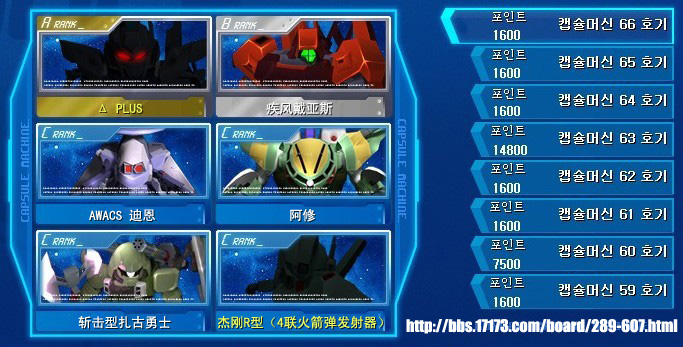 A RANK_
Δ PLUS
B RANK_
疾风戴亚斯
C RANK_
AWACS 迪恩
C RANK_
阿修
C RANK_
斩击型扎古勇士
C RANK_
杰刚R型（4联火箭弹发射器）
CAPSULE MACHINE
CAPSULE MACHINE
포인트
1600
캡슐머신 66 호기
포인트
1600
캡슐머신 65 호기
포인트
1600
캡슐머신 64 호기
포인트
14800
캡슐머신 63 호기
포인트
1600
캡슐머신 62 호기
포인트
1600
캡슐머신 61 호기
포인트
7500
캡슐머신 60 호기
포인트
1600
캡슐머신 59 호기
http://bbs.17173.com/board/289-607.html